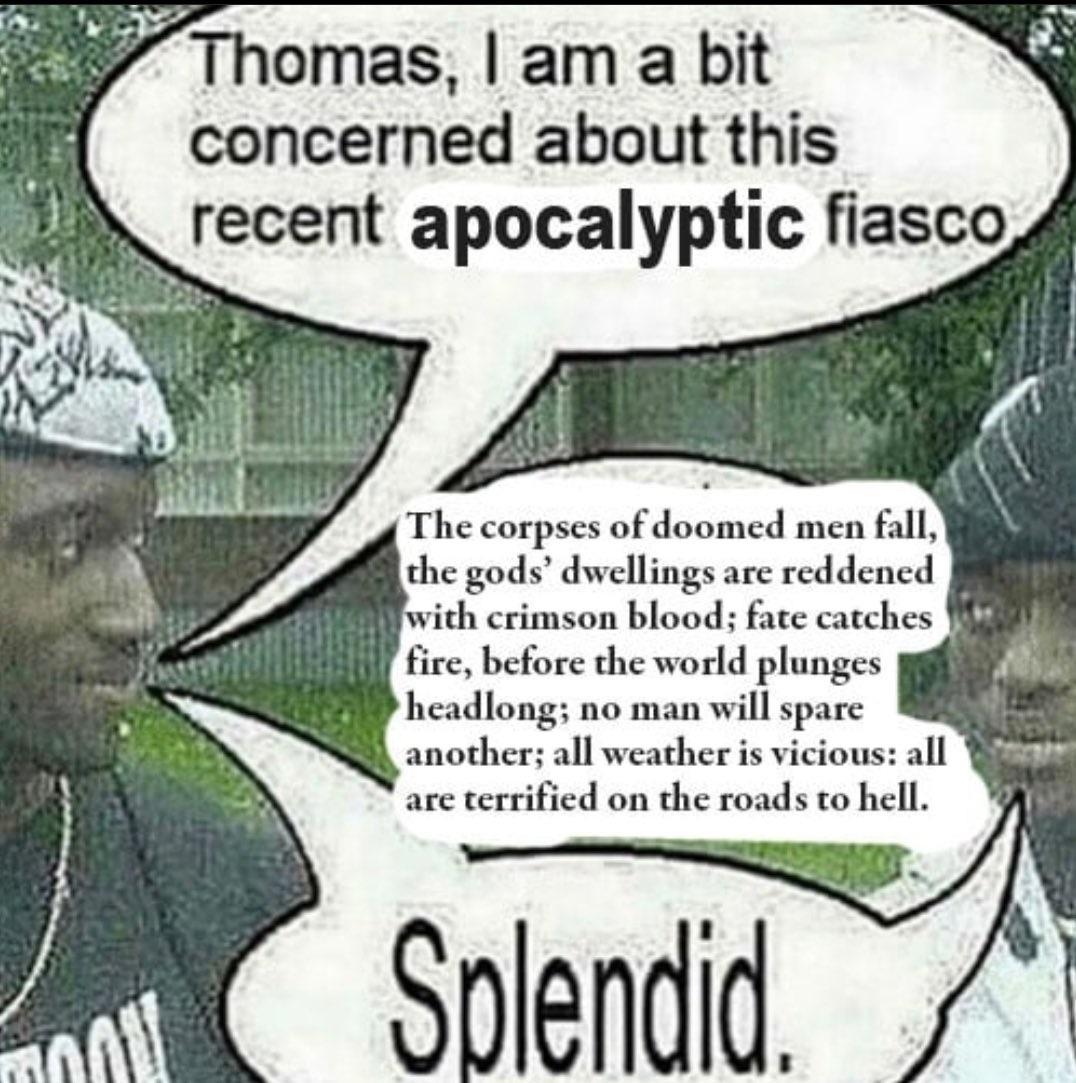 Thomas, I am a bit
concerned about this
recent apocalyptic fiasco
The corpses of doomed men fall,
the gods’ dwellings are reddened
with crimson blood; fate catches
fire, before the world plunges
headlong; no man will spare
another; all weather is vicious: all
are terrified on the roads to hell.
Splendid.